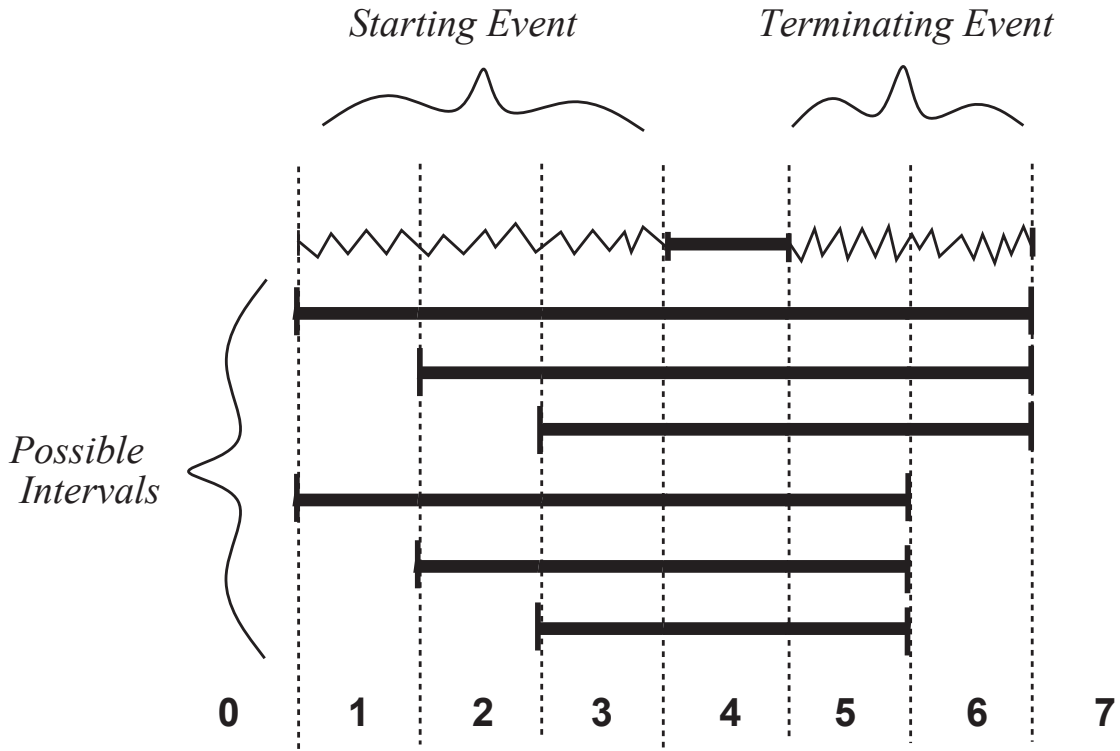 Starting Event
Terminating Event
Possible
Intervals
0 1 2 3 4 5 6 7